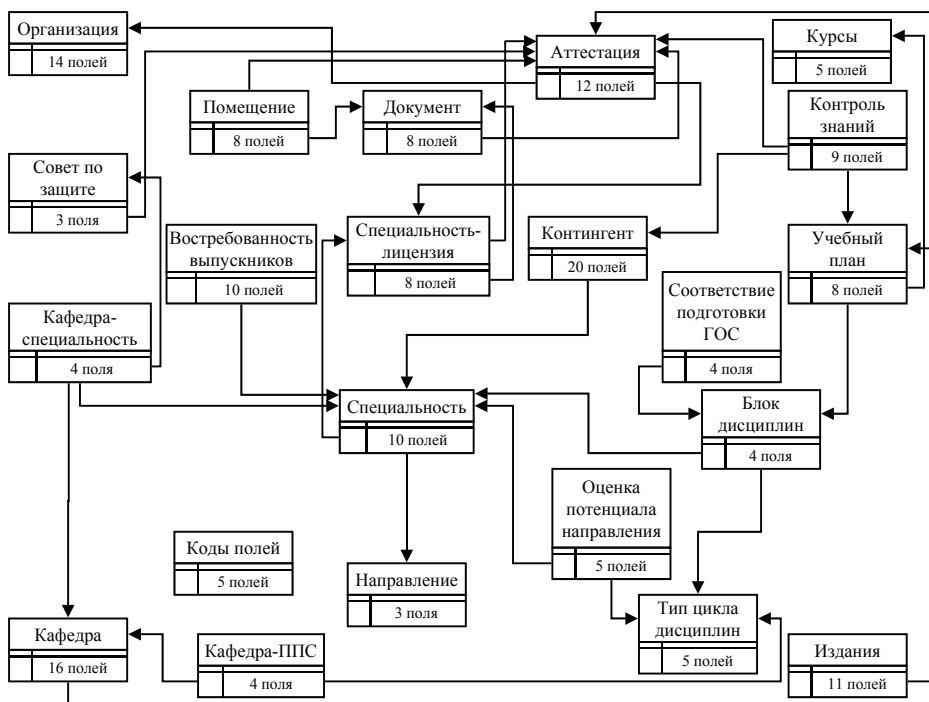 Организация
14 полей
Аттестация
12 полей
Курсы
5 полей
Помещение
8 полей
Документ
8 полей
Контроль
знаний
9 полей
Совет по
защите
3 поля
Востребованность
выпускников
10 полей
Специальность-
лицензия
8 полей
Контингент
20 полей
Учебный
план
8 полей
Соответствие
подготовки
ГОС
4 поля
Кафедра-
специальность
4 поля
Специальность
10 полей
Блок
дисциплин
4 поля
Оценка
потенциала
направления
5 полей
Коды полей
5 полей
Направление
3 поля
Тип цикла
дисциплин
5 полей
Кафедра
16 полей
Кафедра-ППС
4 поля
Издания
11 полей